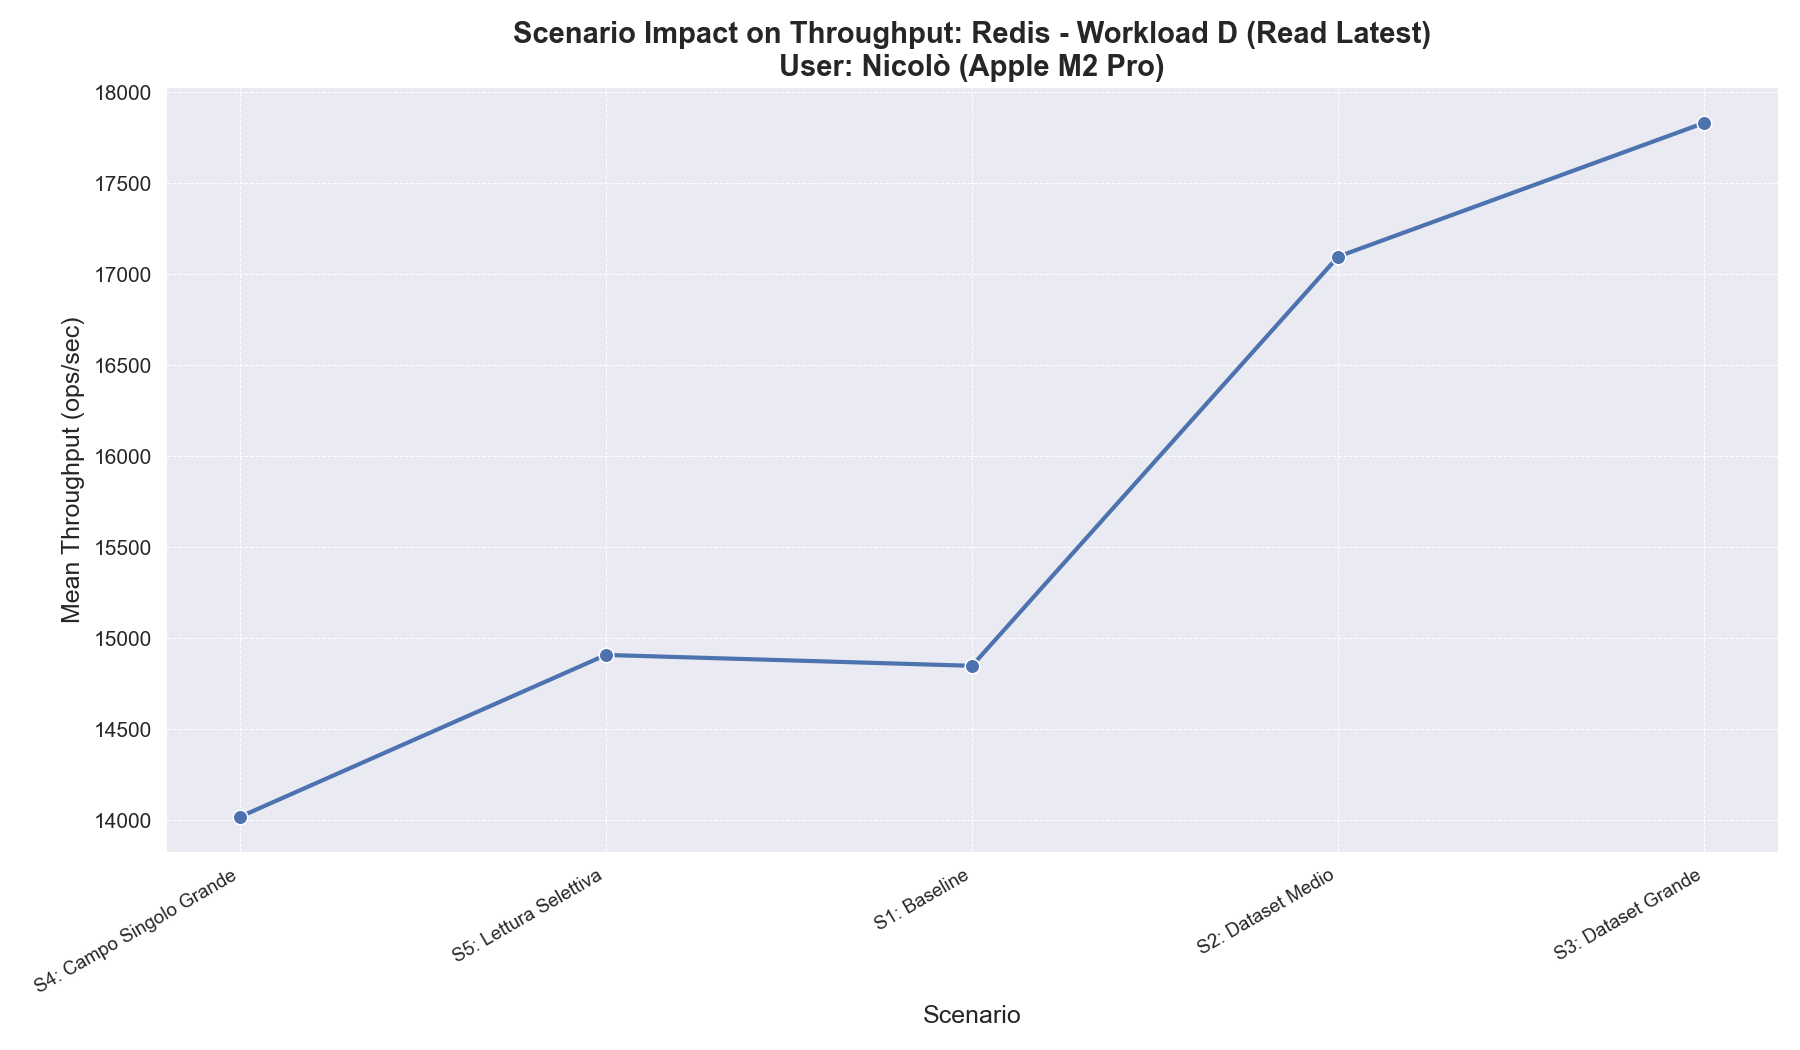 Scenario Impact on Throughput: Redis - Workload D (Read Latest)
User: Nicolò (Apple M2 Pro)
Mean Throughput (ops/sec)
18000
17500
17000
16500
16000
15500
15000
14500
14000
S4: Campo Singolo Grande
S5: Lettura Selettiva
S1: Baseline
S2: Dataset Medio
S3: Dataset Grande
Scenario